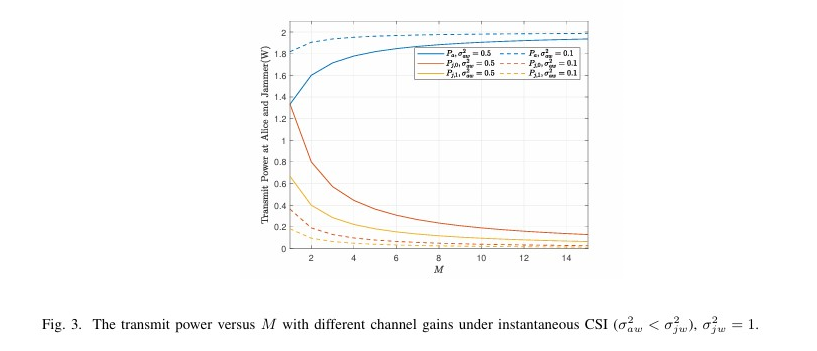 2
1.8
1.6
1.4
1.2
1
0.8
0.6
0.4
0.2
0
Transmit Power at Alice and Jammer(W)
P_a, σ²_aw = 0.5 P_a, σ²_aw = 0.1
P_j,0, σ²_aw = 0.5 P_j,0, σ²_aw = 0.1
P_j,1, σ²_aw = 0.5 P_j,1, σ²_aw = 0.1
2 4 6 8 10 12 14
M
Fig. 3. The transmit power versus M with different channel gains under instantaneous CSI (σ²_aw < σ²_jw), σ²_jw = 1.